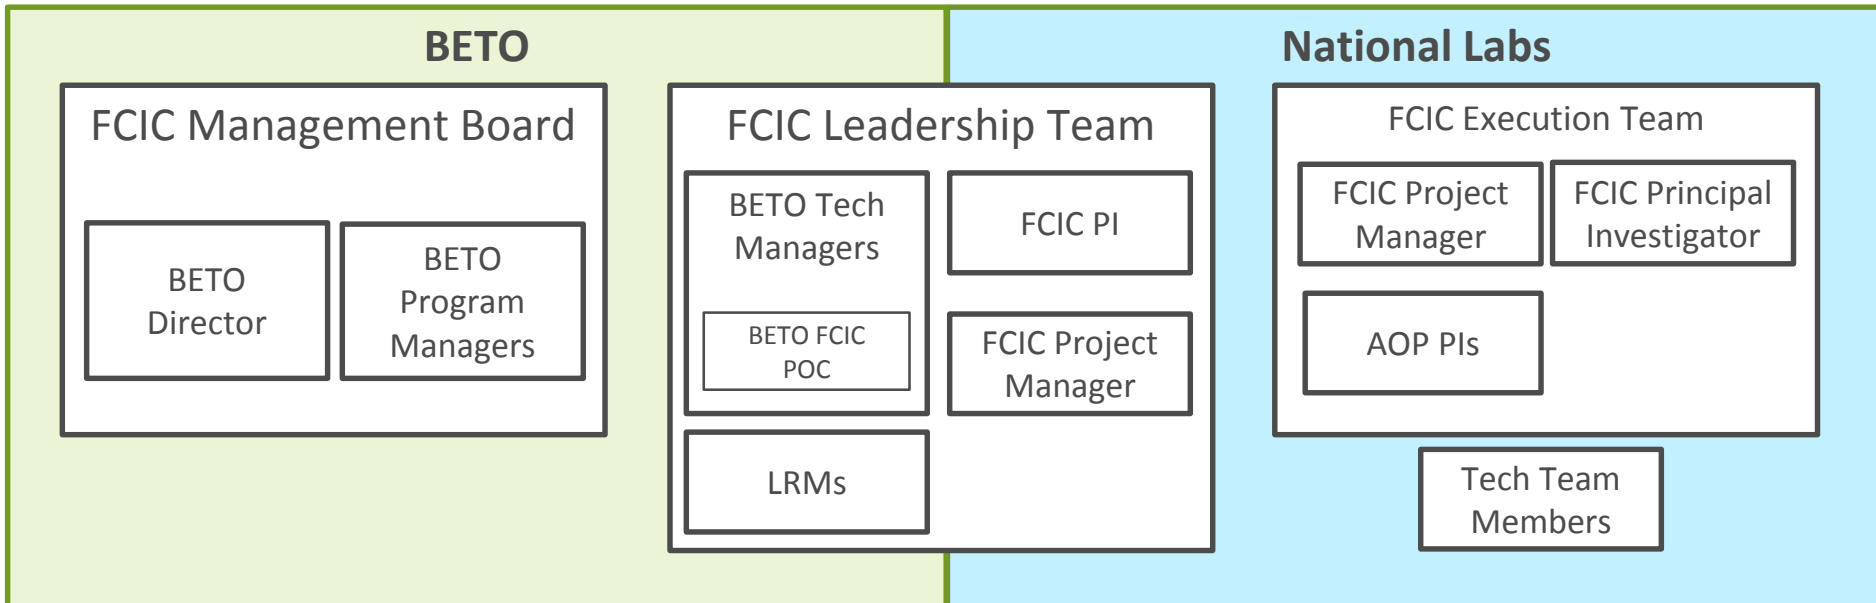 BETO
National Labs
FCIC Management Board
BETO
Director
BETO
Program
Managers
FCIC Leadership Team
BETO Tech
Managers
BETO FCIC
POC
LRMs
FCIC PI
FCIC Project
Manager
FCIC Execution Team
FCIC Project
Manager
FCIC Principal
Investigator
AOP PIs
Tech Team
Members